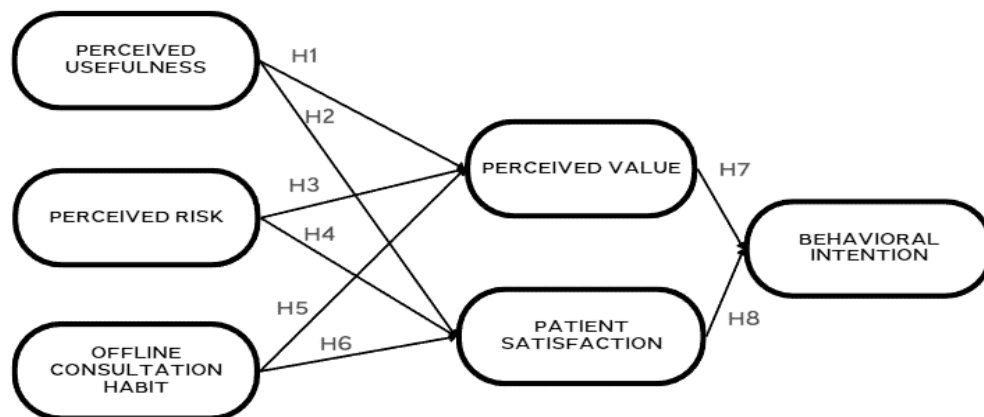 PERCEIVED
USEFULNESS
H1
H2
PERCEIVED VALUE
H7
H3
PERCEIVED RISK
H4
BEHAVIORAL
INTENTION
H5
H6
PATIENT
SATISFACTION
H8
OFFLINE
CONSULTATION
HABIT